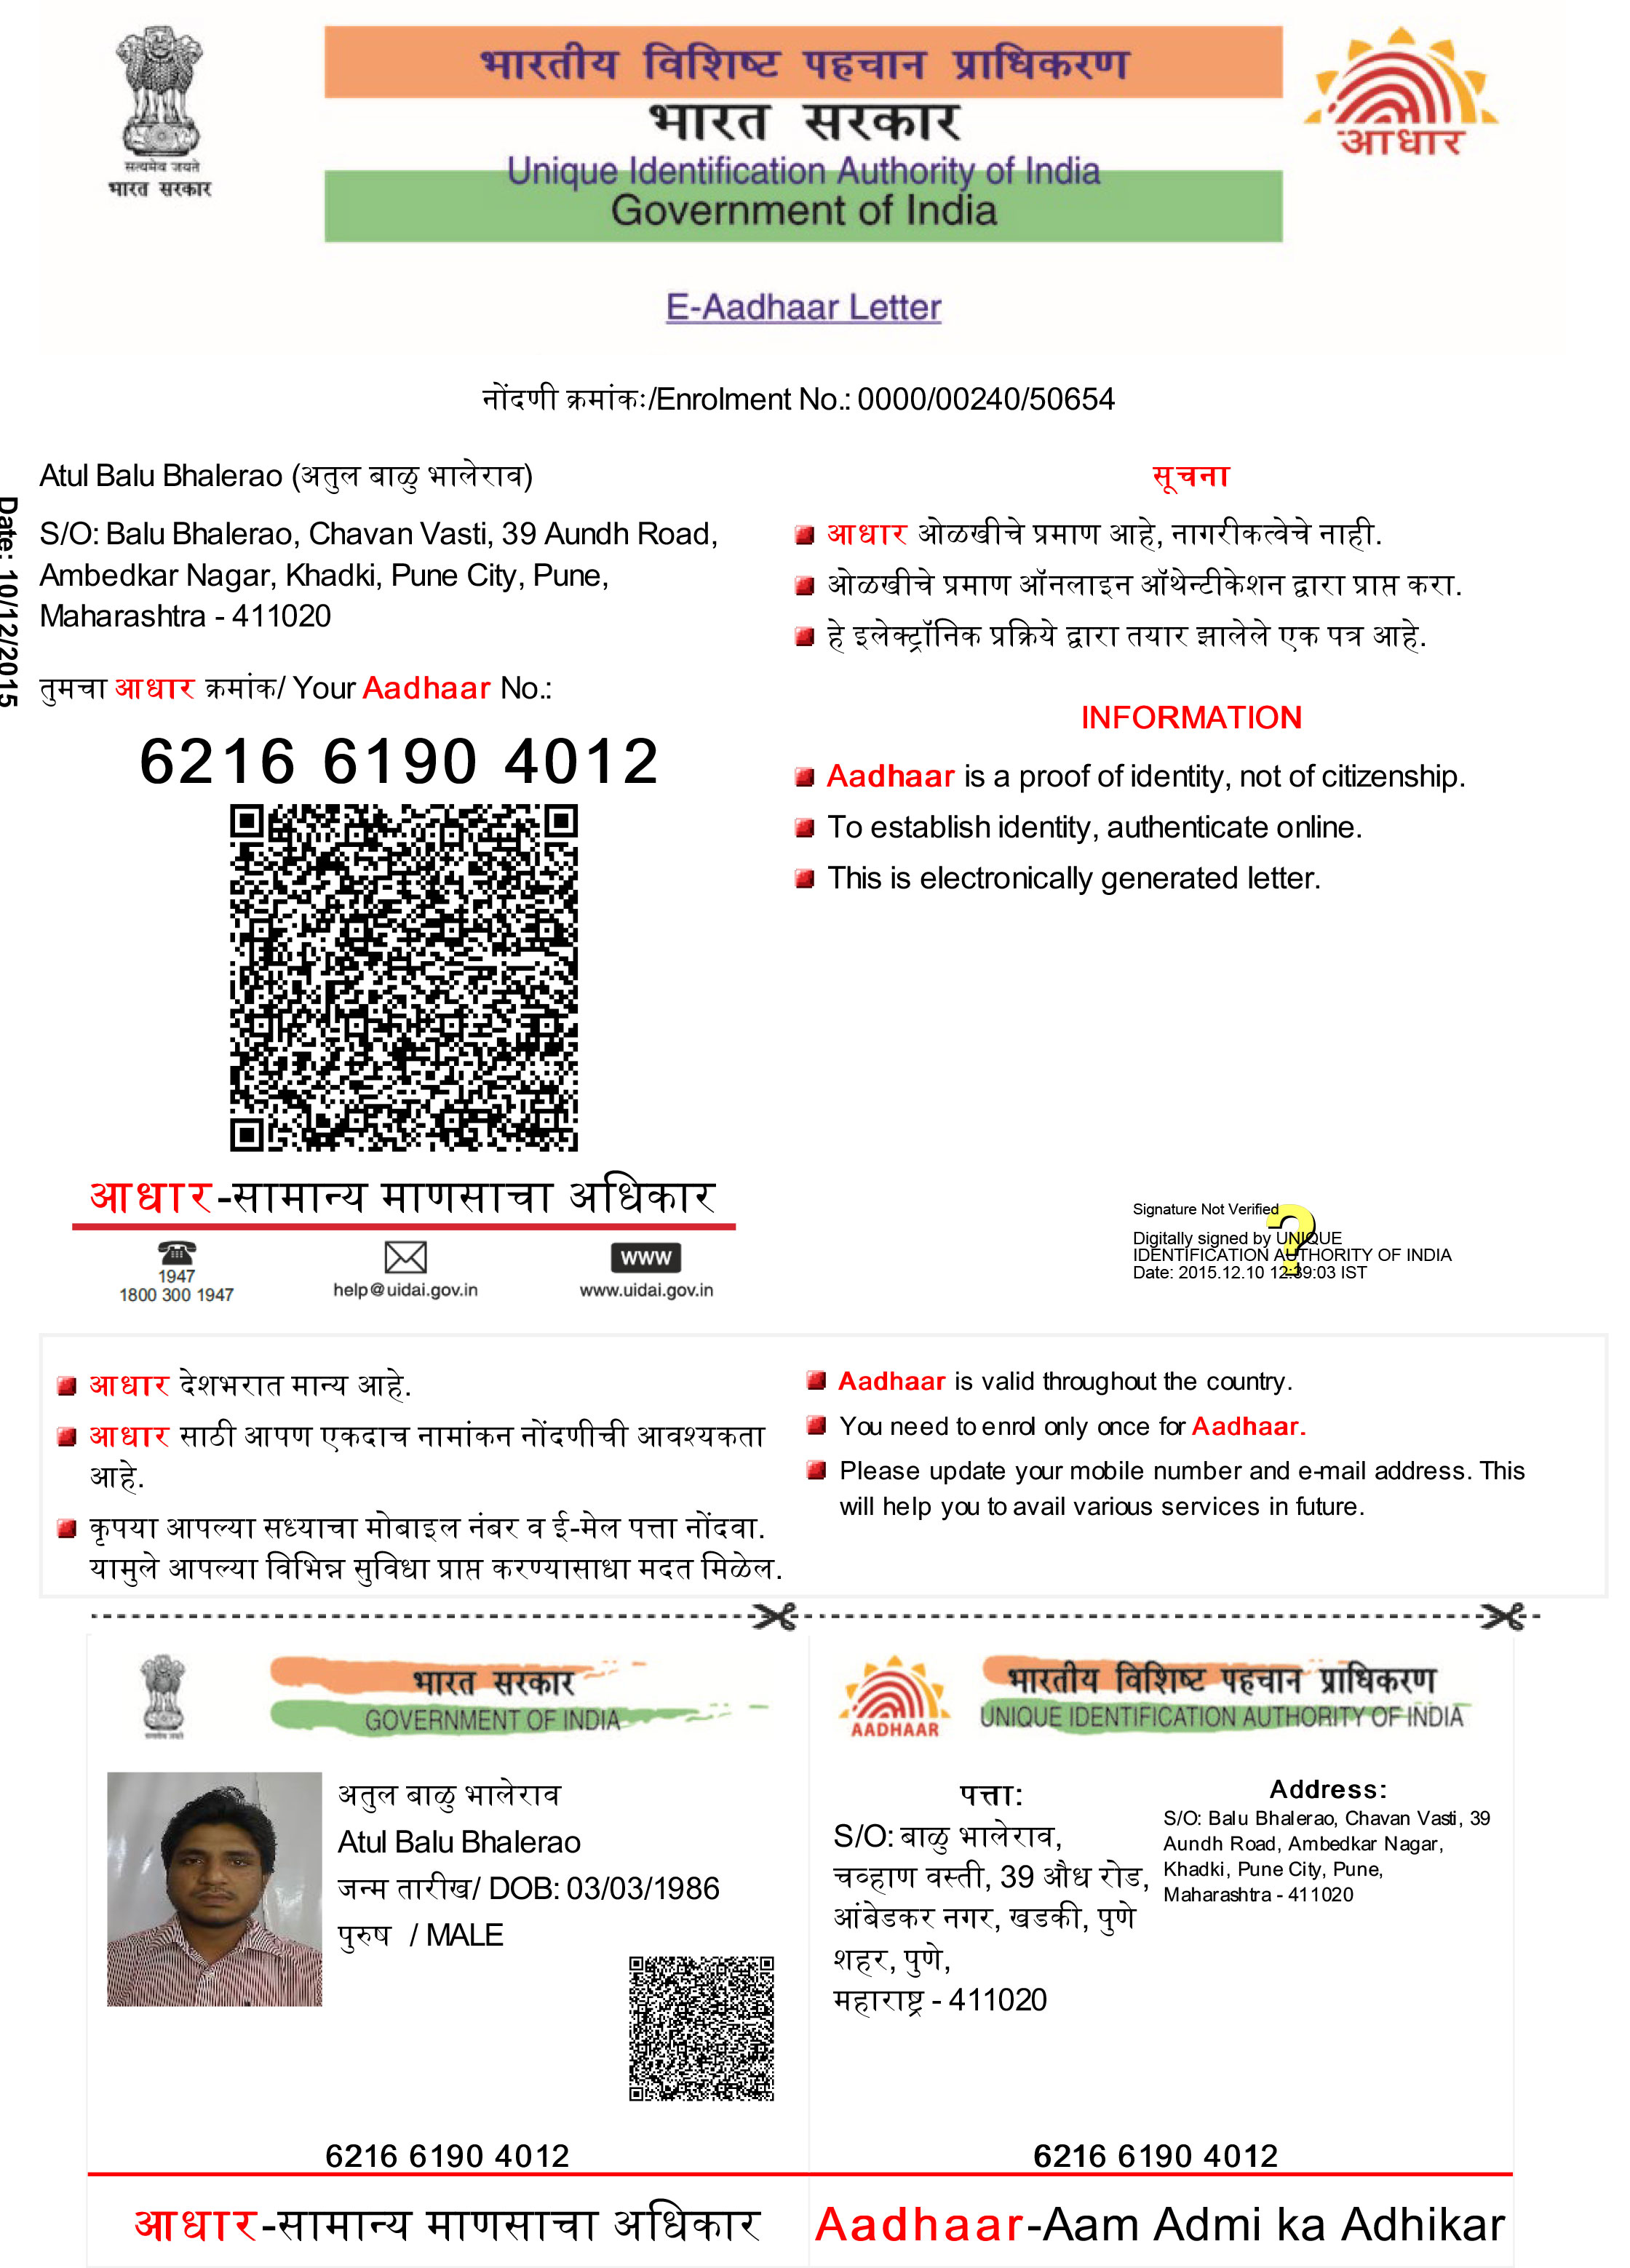 सत्यमेव जयते
भारत सरकार
भारतीय विशिष्ट पहचान प्राधिकरण
भारत सरकार
Unique Identification Authority of India
Government of India
आधार
E-Aadhaar Letter
नोंदणी क्रमांक:/Enrolment No.: 0000/00240/50654
Date: 10/12/2015
Atul Balu Bhalerao (अतुल बाळु भालेराव)
S/O: Balu Bhalerao, Chavan Vasti, 39 Aundh Road,
Ambedkar Nagar, Khadki, Pune City, Pune,
Maharashtra - 411020
तुमचा आधार क्रमांक/ Your Aadhaar No.:
6216 6190 4012
सूचना
आधार ओळखीचे प्रमाण आहे, नागरीकत्वेचे नाही.
ओळखीचे प्रमाण ऑनलाइन ऑथेन्टीकेशन द्वारा प्राप्त करा.
हे इलेक्ट्रॉनिक प्रक्रिये द्वारा तयार झालेले एक पत्र आहे.
INFORMATION
Aadhaar is a proof of identity, not of citizenship.
To establish identity, authenticate online.
This is electronically generated letter.
आधार-सामान्य माणसाचा अधिकार
1947
1800 300 1947
help@uidai.gov.in
www
www.uidai.gov.in
Signature Not Verified
Digitally signed by UNIQUE
IDENTIFICATION AUTHORITY OF INDIA
Date: 2015.12.10 12:39:03 IST
आधार देशभरात मान्य आहे.
आधार साठी आपण एकदाच नामांकन नोंदणीची आवश्यकता
आहे.
कृपया आपल्या सध्याचा मोबाइल नंबर व ई-मेल पत्ता नोंदवा.
यामुले आपल्या विभिन्न सुविधा प्राप्त करण्यासाधा मदत मिळेल.
Aadhaar is valid throughout the country.
You need to enrol only once for Aadhaar.
Please update your mobile number and e-mail address. This
will help you to avail various services in future.
भारत सरकार
GOVERNMENT OF INDIA
अतुल बाळु भालेराव
Atul Balu Bhalerao
जन्म तारीख/ DOB: 03/03/1986
पुरुष / MALE
6216 6190 4012
आधार-सामान्य माणसाचा अधिकार
AADHAAR
भारतीय विशिष्ट पहचान प्राधिकरण
UNIQUE IDENTIFICATION AUTHORITY OF INDIA
पत्ता:
S/O: बाळु भालेराव,
चव्हाण वस्ती, 39 औध रोड,
आंबेडकर नगर, खडकी, पुणे
शहर, पुणे,
महाराष्ट्र - 411020
Address:
S/O: Balu Bhalerao, Chavan Vasti, 39
Aundh Road, Ambedkar Nagar,
Khadki, Pune City, Pune,
Maharashtra - 411020
6216 6190 4012
Aadhaar-Aam Admi ka Adhikar